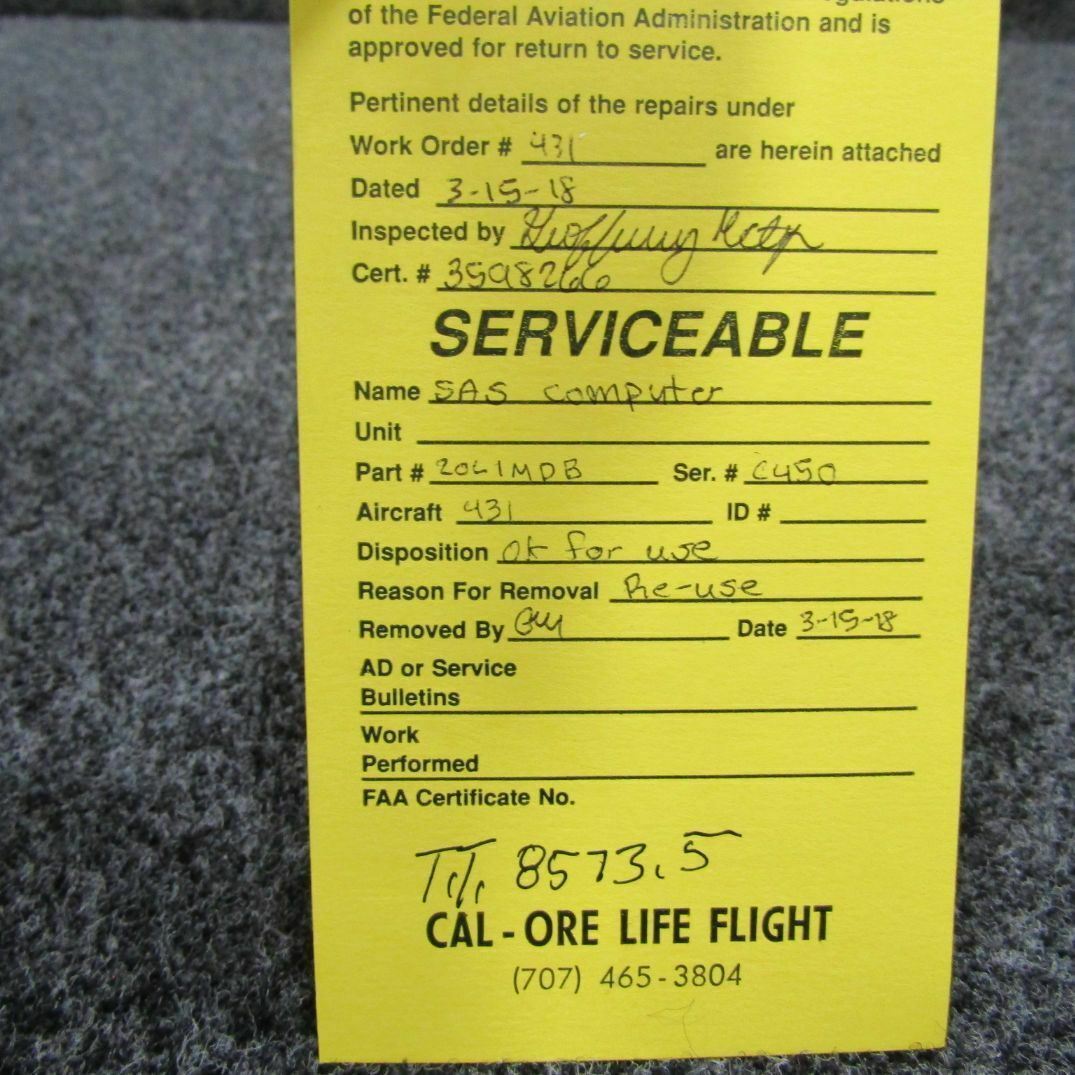 of the Federal Aviation Administration and is
approved for return to service.
Pertinent details of the repairs under
Work Order # 431 are herein attached
Dated 3-15-18
Inspected by
Cert. # 3598266
SERVICEABLE
Name SAS computer
Unit
Part # 2041MDB Ser. # C450
Aircraft 431 ID #
Disposition ok for use
Reason For Removal Re-use
Removed By Date 3-15-18
AD or Service
Bulletins
Work
Performed
FAA Certificate No.
T.T. 8573.5
CAL-ORE LIFE FLIGHT
(707) 465-3804